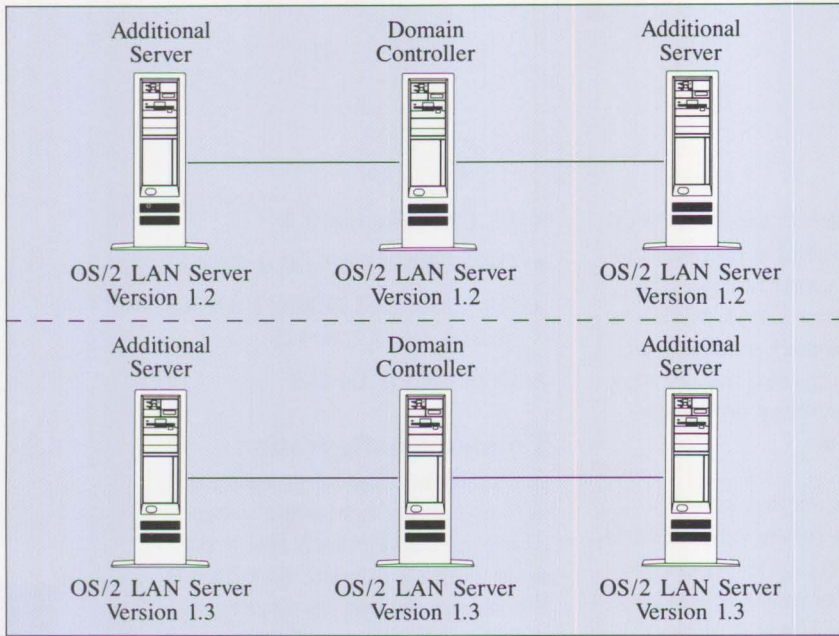 Additional
Server
Domain
Controller
Additional
Server
OS/2 LAN Server
Version 1.2
OS/2 LAN Server
Version 1.2
OS/2 LAN Server
Version 1.2
Additional
Server
Domain
Controller
Additional
Server
OS/2 LAN Server
Version 1.3
OS/2 LAN Server
Version 1.3
OS/2 LAN Server
Version 1.3